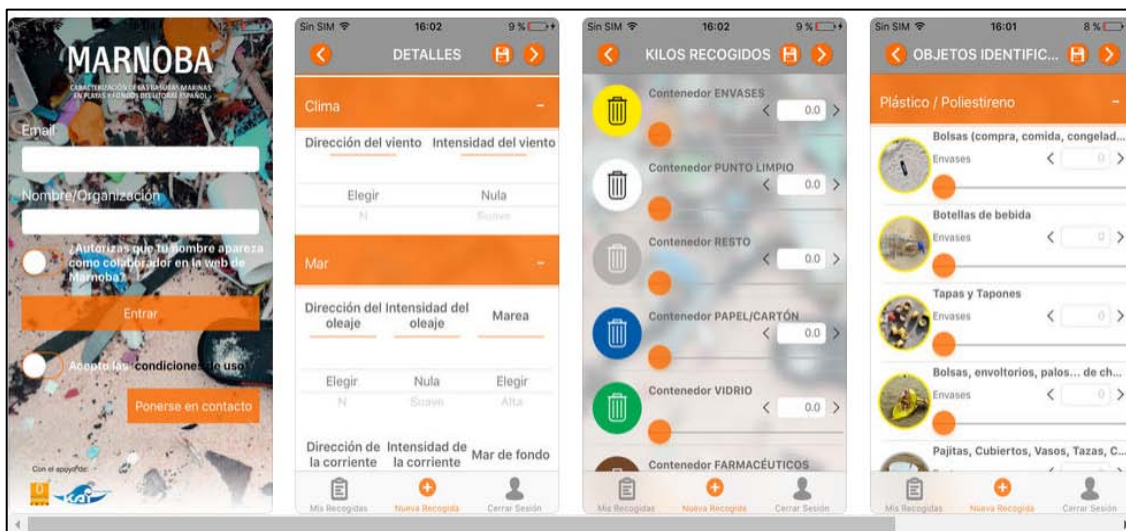 12 %
MARNOBA
CARACTERIZACIÓN DE LAS BASURAS MARINAS
EN PLAYAS Y FONDOS DEL LITORAL ESPAÑOL
Email
Nombre/Organización
¿Autorizas que tu nombre aparezca
como colaborador en la web de
Marnoba?
Entrar
Acepto las condiciones de uso
Ponerse en contacto
Con el apoyo de:
KAI
Sin SIM 16:02 9 %
DETALLES
Clima −
Dirección del viento Intensidad del viento
Elegir Nula
N Suave
Mar −
Dirección del oleaje Intensidad del oleaje Marea
Elegir Nula Elegir
N Suave Alta
Dirección de la corriente Intensidad de la corriente Mar de fondo
Mis Recogidas Nueva Recogida Cerrar Sesión
Sin SIM 16:02 9 %
KILOS RECOGIDOS
Contenedor ENVASES
0.0
Contenedor PUNTO LIMPIO
0.0
Contenedor RESTO
0.0
Contenedor PAPEL/CARTÓN
0.0
Contenedor VIDRIO
0.0
Contenedor FARMACÉUTICOS
Mis Recogidas Nueva Recogida Cerrar Sesión
Sin SIM 16:01 8 %
OBJETOS IDENTIFIC...
Plástico / Poliestireno −
Bolsas (compra, comida, congelad...
Envases 0
Botellas de bebida
Envases 0
Tapas y Tapones
Envases 0
Bolsas, envoltorios, palos... de ch...
Envases 0
Pajitas, Cubiertos, Vasos, Tazas, C...
Mis Recogidas Nueva Recogida Cerrar Sesión